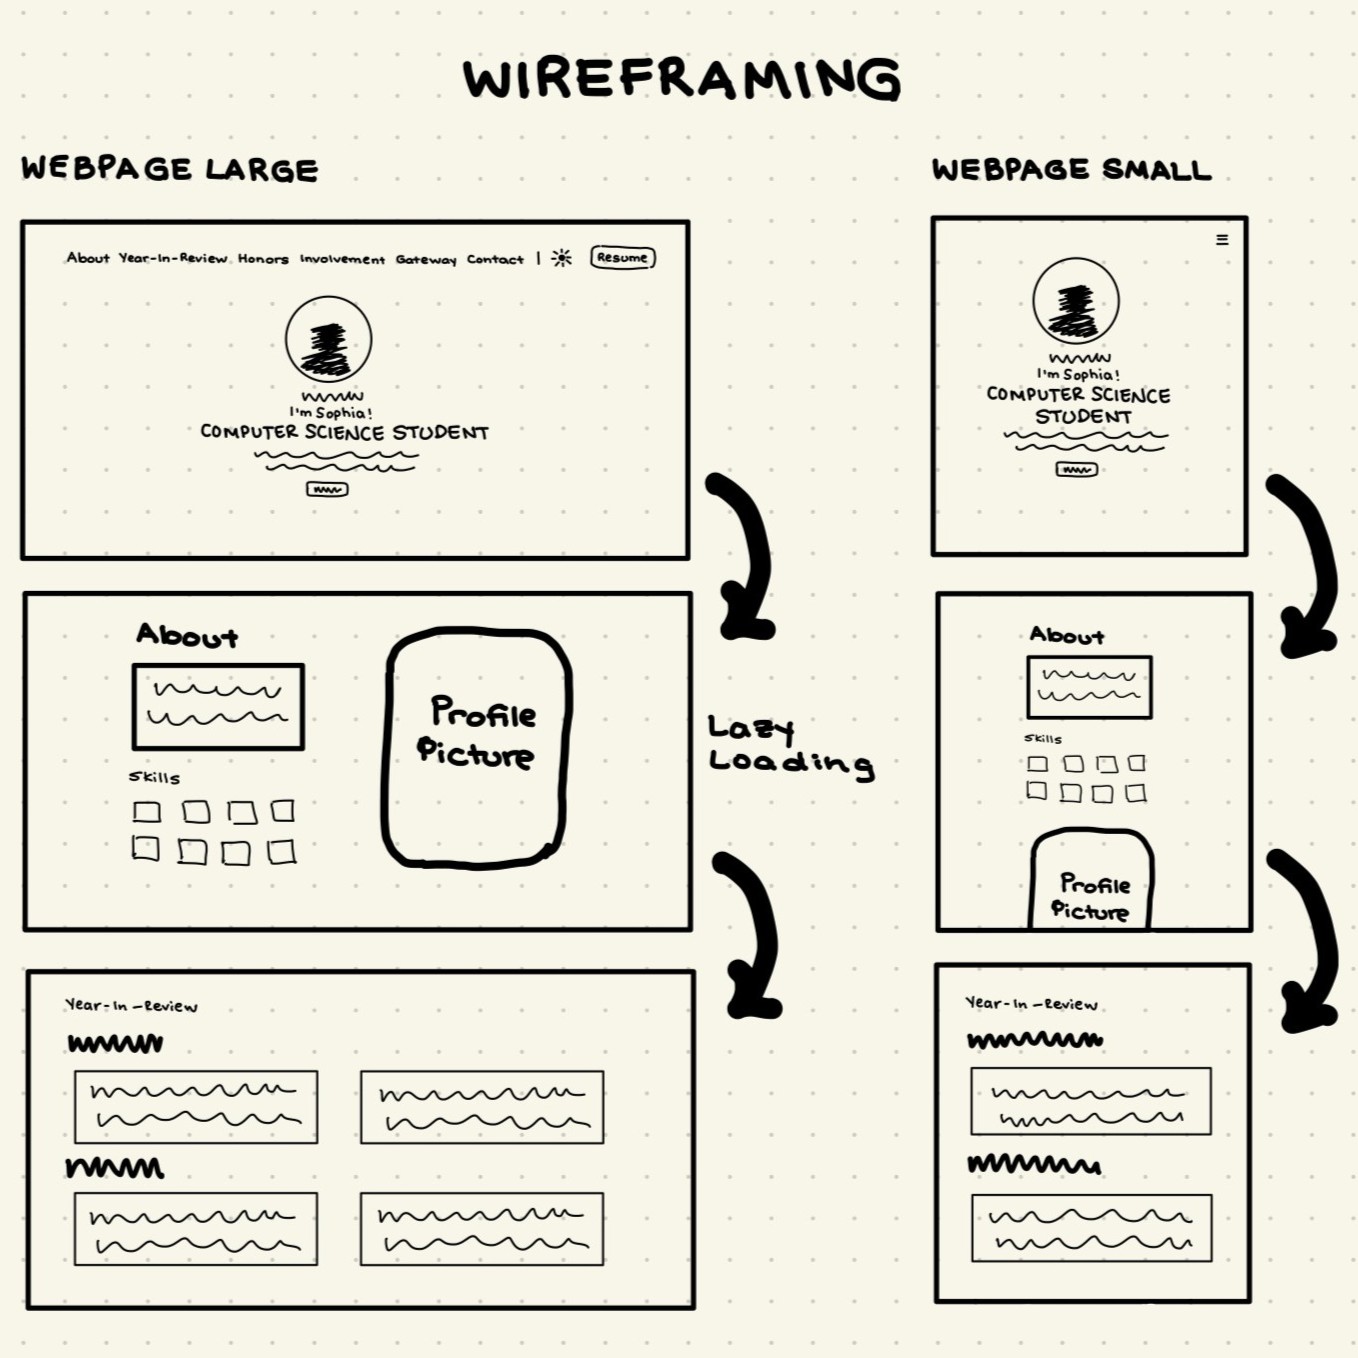 WIREFRAMING
WEBPAGE LARGE
About Year-In-Review Honors Involvement Gateway Contact | Resume
I'm Sophia!
COMPUTER SCIENCE STUDENT
About
Profile
Picture
Skills
Lazy
Loading
Year-In-Review
WEBPAGE SMALL
I'm Sophia!
COMPUTER SCIENCE
STUDENT
About
Skills
Profile
Picture
Year-In-Review